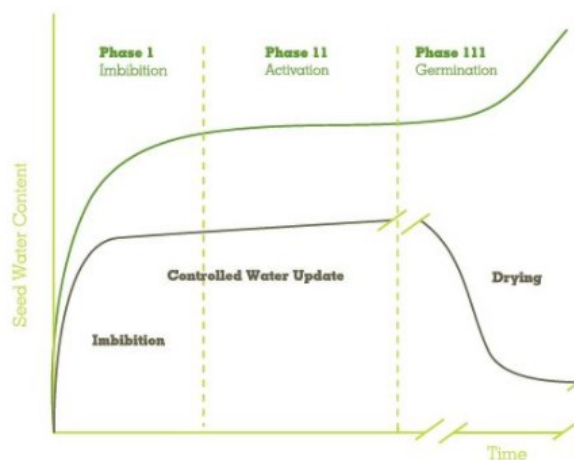 Phase 1
Imbibition
Phase 11
Activation
Phase 111
Germination
Seed Water Content
Controlled Water Update
Drying
Imbibition
Time